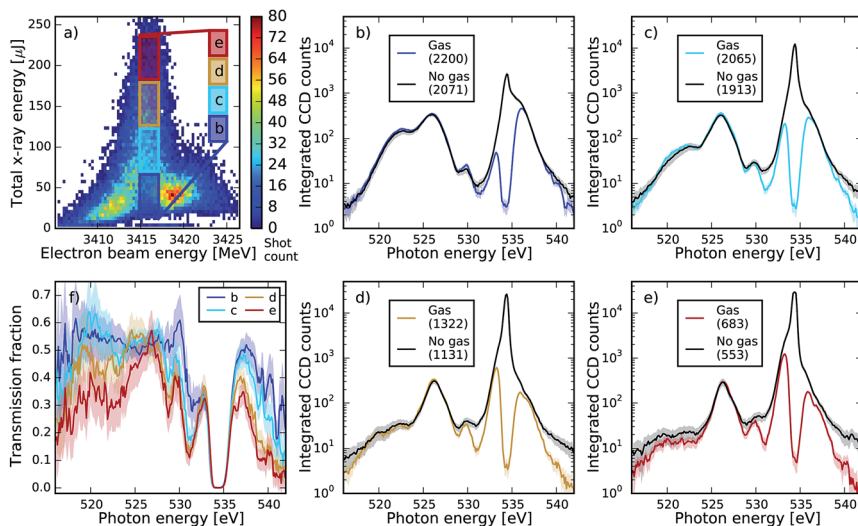 a)
Total x-ray energy [µJ]
250
200
150
100
50
0
3410 3415 3420 3425
Electron beam energy [MeV]
e
d
c
b
80
72
64
56
48
40
32
24
16
8
0
Shot
count
b)
Integrated CCD counts
10^4
10^3
10^2
10^1
10^0
Gas
(2200)
No gas
(2071)
520 525 530 535 540
Photon energy [eV]
c)
Integrated CCD counts
10^4
10^3
10^2
10^1
10^0
Gas
(2065)
No gas
(1913)
520 525 530 535 540
Photon energy [eV]
f)
Transmission fraction
0.7
0.6
0.5
0.4
0.3
0.2
0.1
0.0
b d
c e
520 525 530 535 540
Photon energy [eV]
d)
Integrated CCD counts
10^4
10^3
10^2
10^1
10^0
Gas
(1322)
No gas
(1131)
520 525 530 535 540
Photon energy [eV]
e)
Integrated CCD counts
10^4
10^3
10^2
10^1
10^0
Gas
(683)
No gas
(553)
520 525 530 535 540
Photon energy [eV]